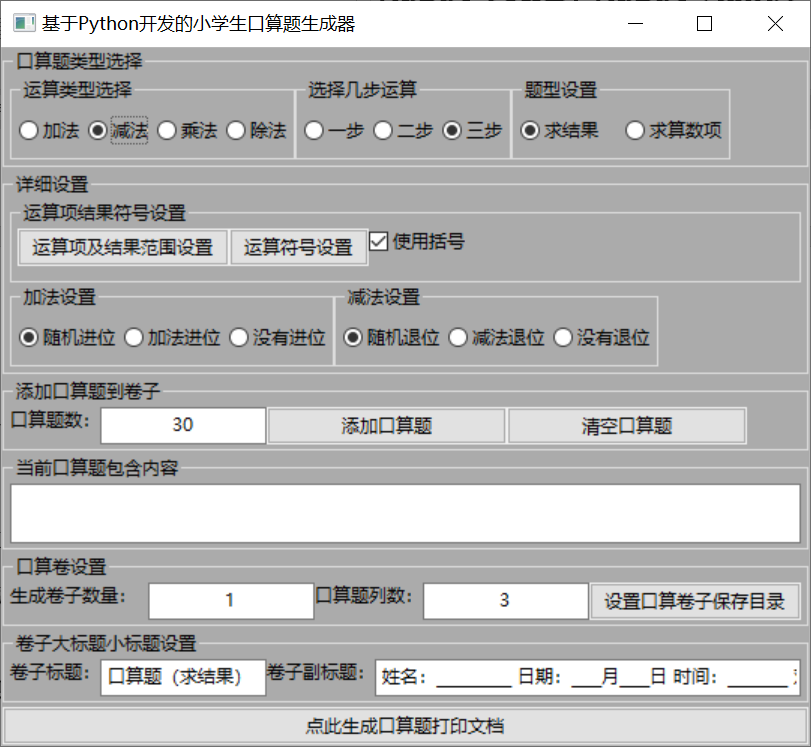 基于Python开发的小学生口算题生成器
口算题类型选择
运算类型选择 选择几步运算 题型设置
加法 减法 乘法 除法 一步 二步 三步 求结果 求算数项
详细设置
运算项结果符号设置
运算项及结果范围设置 运算符号设置 使用括号
加法设置 减法设置
随机进位 加法进位 没有进位 随机退位 减法退位 没有退位
添加口算题到卷子
口算题数： 30 添加口算题 清空口算题
当前口算题包含内容
口算卷设置
生成卷子数量： 1 口算题列数： 3 设置口算卷子保存目录
卷子大标题小标题设置
卷子标题： 口算题（求结果） 卷子副标题： 姓名：________ 日期：___月___日 时间：______
点此生成口算题打印文档